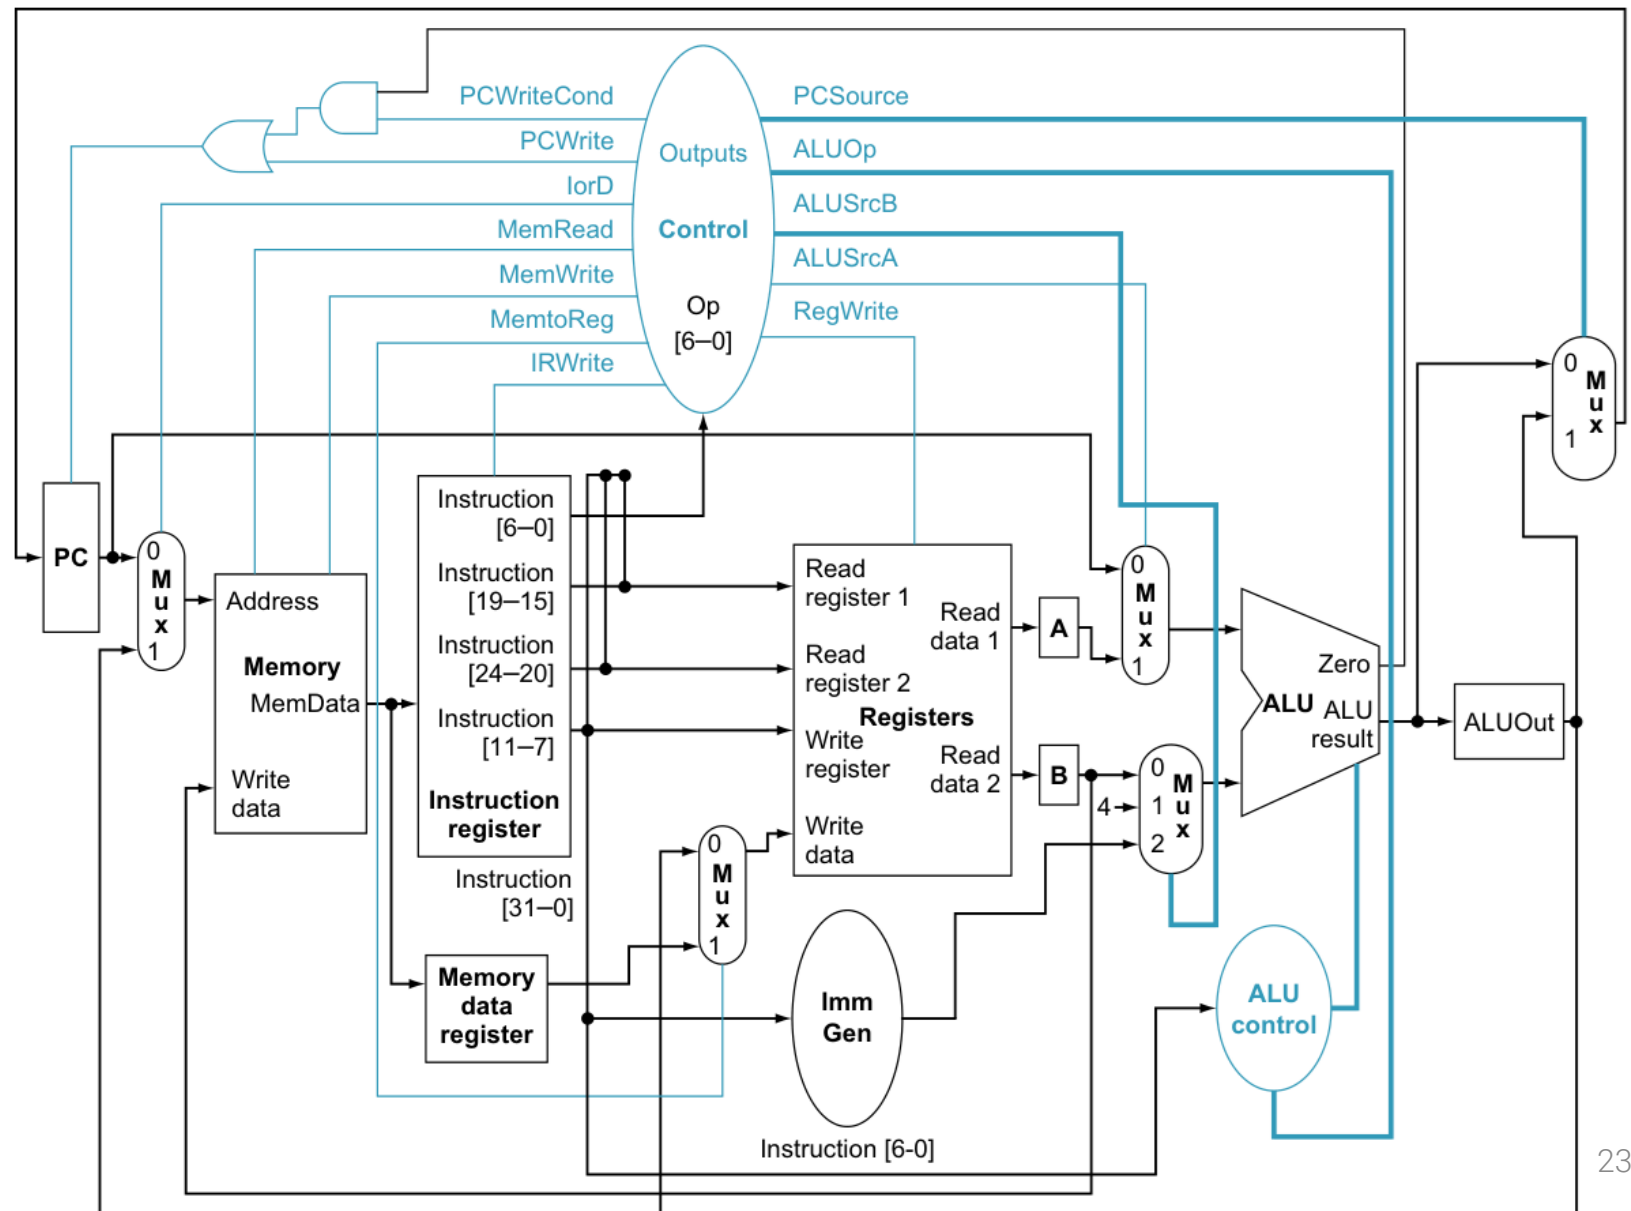 PCWriteCond
PCWrite
IorD
MemRead
MemWrite
MemtoReg
IRWrite
Outputs
Control
Op
[6–0]
PCSource
ALUOp
ALUSrcB
ALUSrcA
RegWrite
PC
0
M
u
x
1
Address
Memory
MemData
Write
data
Instruction
[6–0]
Instruction
[19–15]
Instruction
[24–20]
Instruction
[11–7]
Instruction
register
Instruction
[31–0]
Memory
data
register
0
M
u
x
1
Read
register 1
Read
register 2
Registers
Write
register
Write
data
Read
data 1
Read
data 2
Imm
Gen
Instruction [6-0]
A
B
4
0
M
u
x
1
0
1
2
M
u
x
Zero
ALU
ALU
result
ALU
control
ALUOut
0
M
u
x
1
23